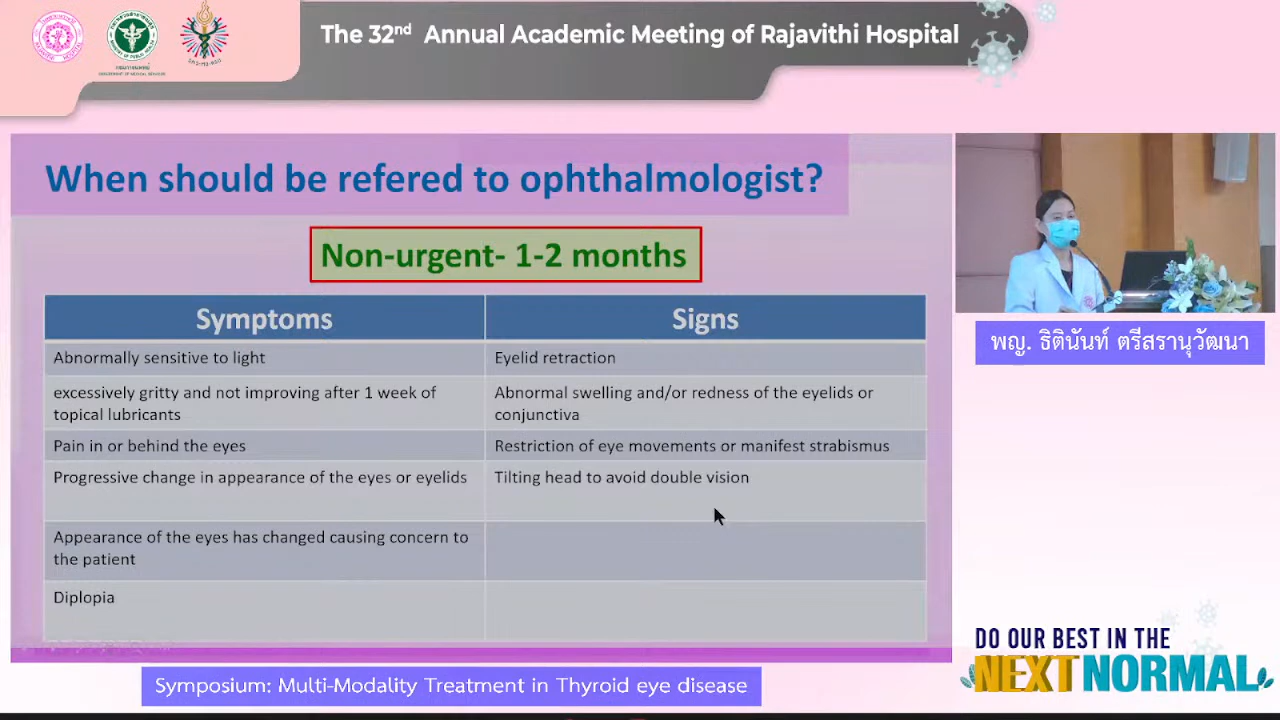 The 32nd Annual Academic Meeting of Rajavithi Hospital
When should be refered to ophthalmologist?
Non-urgent- 1-2 months
Symptoms
Signs
Abnormally sensitive to light
Eyelid retraction
excessively gritty and not improving after 1 week of
topical lubricants
Abnormal swelling and/or redness of the eyelids or
conjunctiva
Pain in or behind the eyes
Restriction of eye movements or manifest strabismus
Progressive change in appearance of the eyes or eyelids
Tilting head to avoid double vision
Appearance of the eyes has changed causing concern to
the patient
Diplopia
พญ. ธิตินันท์ ตรีสรานุวัฒนา
DO OUR BEST IN THE
NEXT NORMAL
Symposium: Multi-Modality Treatment in Thyroid eye disease